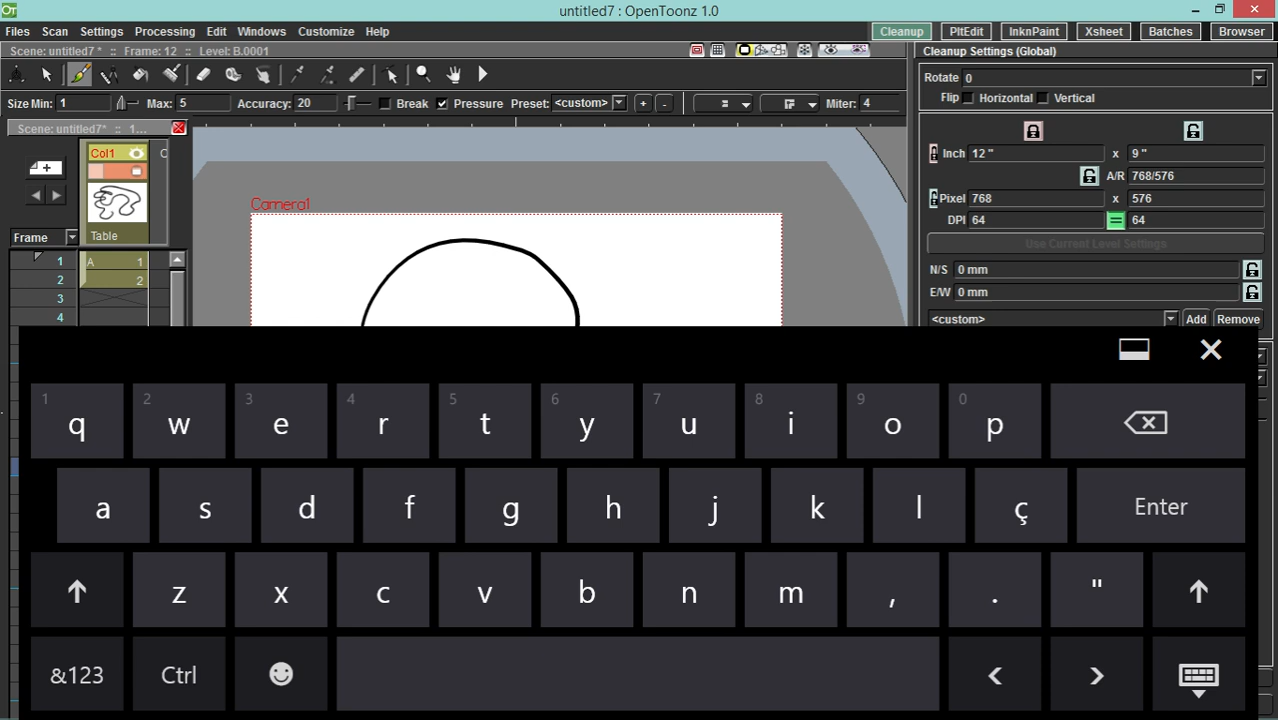 untitled7 : OpenToonz 1.0
Files Scan Settings Processing Edit Windows Customize Help
Cleanup PltEdit InknPaint Xsheet Batches Browser
Scene: untitled7 * :: Frame: 12 :: Level: B.0001
Size Min: 1 Max: 5 Accuracy: 20 Break Pressure Preset: <custom> + - Miter: 4
Scene: untitled7* :: 1...
Col1
Table
Frame
1 A 1
2 2
3
4
Camera1
Cleanup Settings (Global)
Rotate 0
Flip Horizontal Vertical
Inch 12 " x 9 "
A/R 768/576
Pixel 768 x 576
DPI 64 64
Use Current Level Settings
N/S 0 mm
E/W 0 mm
<custom> Add Remove
1 q 2 w 3 e 4 r 5 t 6 y 7 u 8 i 9 o 0 p
a s d f g h j k l ç Enter
z x c v b n m , . "
&123 Ctrl < >